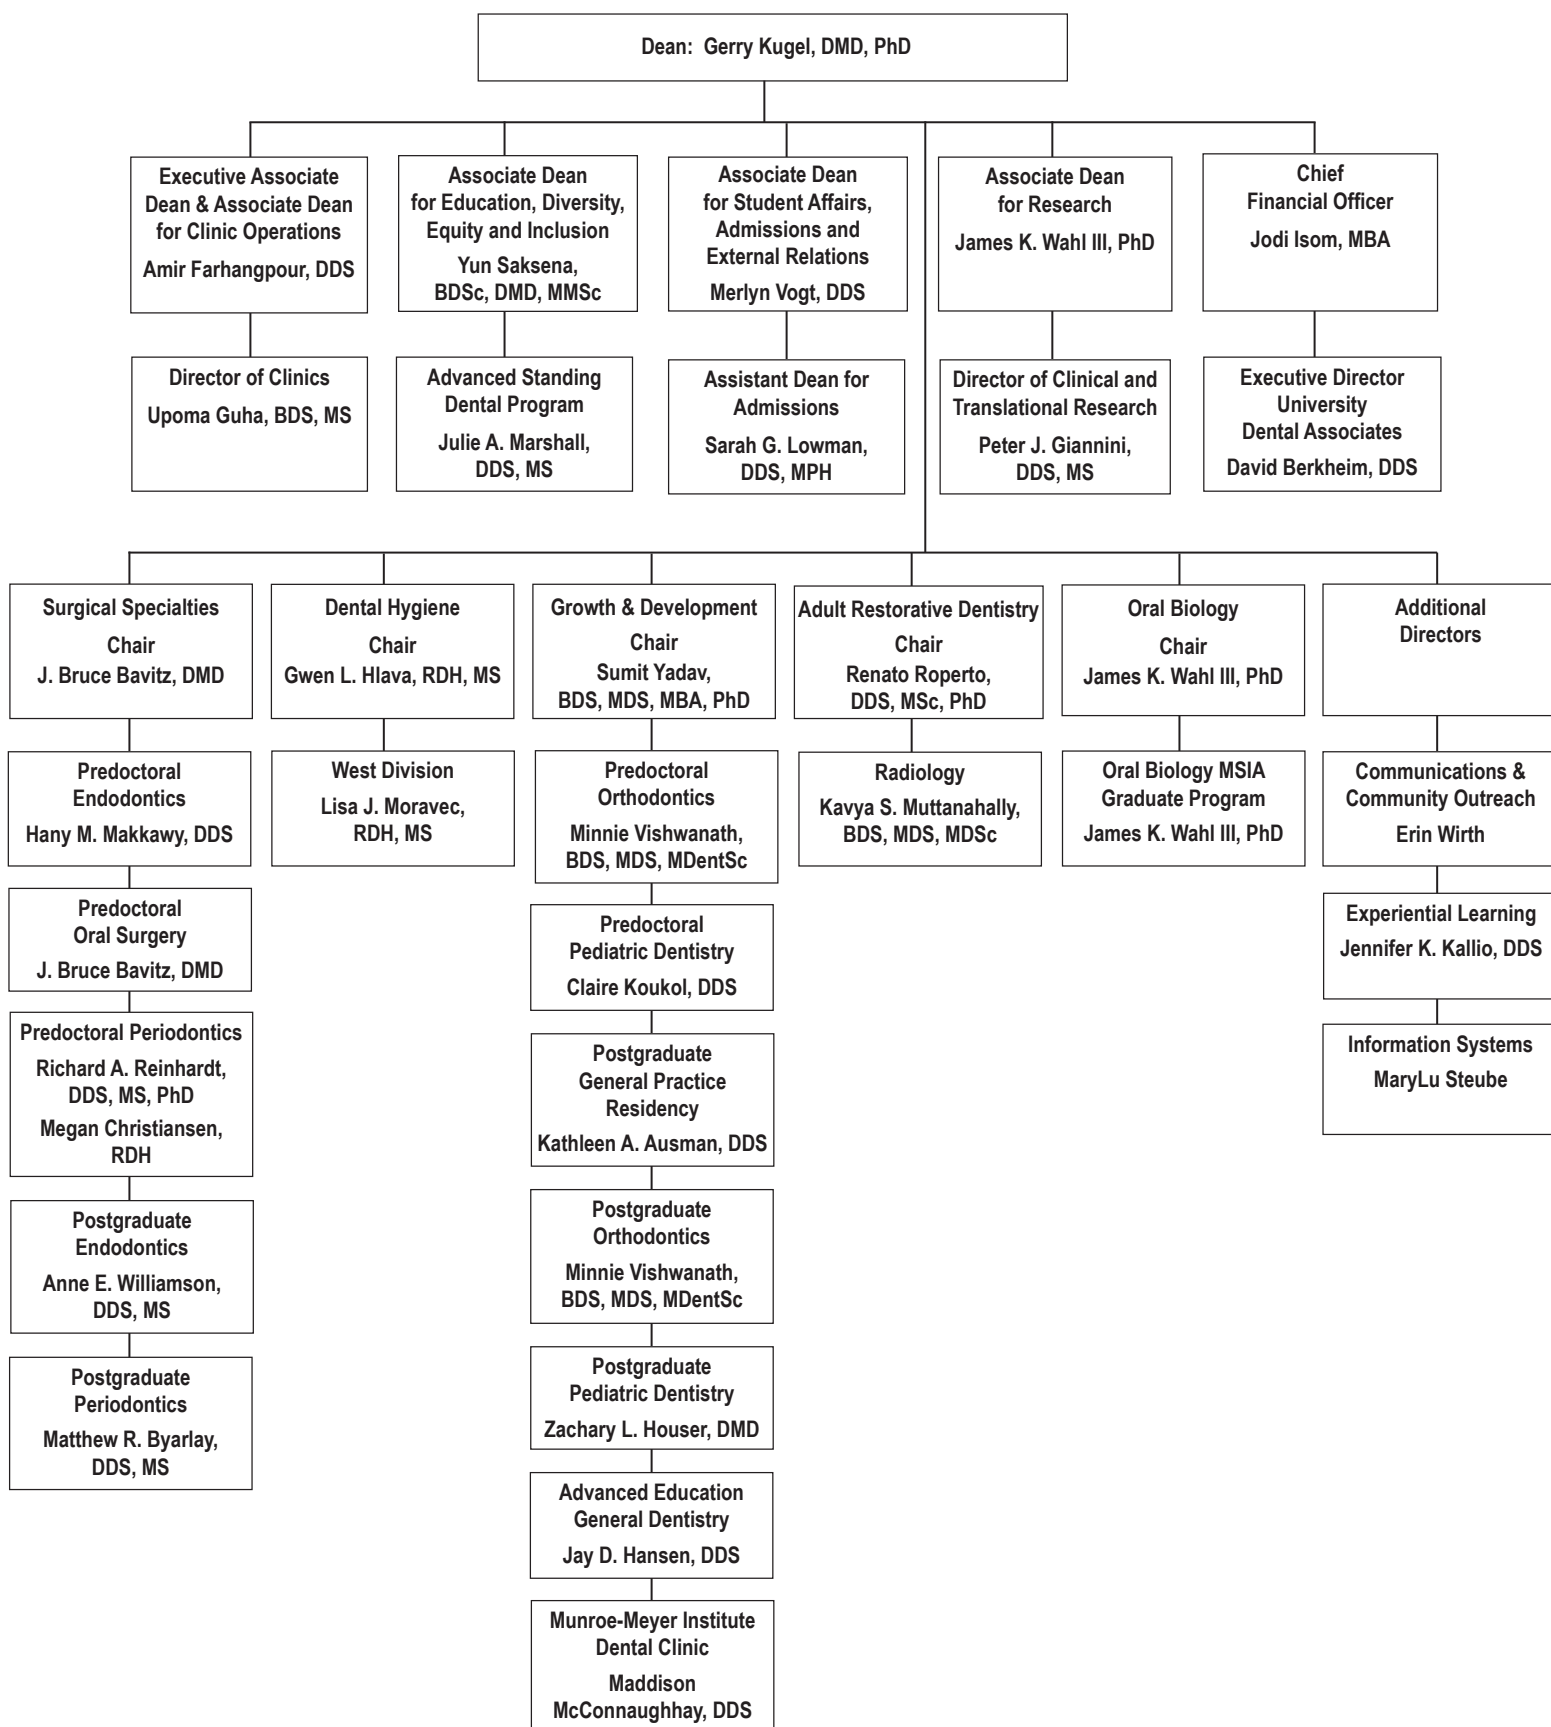 Dean:  Gerry Kugel, DMD, PhD
Executive Associate
Dean & Associate Dean
for Clinic Operations
Amir Farhangpour, DDS
Associate Dean
for Education, Diversity,
Equity and Inclusion
Yun Saksena,
BDSc, DMD, MMSc
Associate Dean
for Student Affairs,
Admissions and
External Relations
Merlyn Vogt, DDS
Associate Dean
for Research
James K. Wahl III, PhD
Chief
Financial Officer
Jodi Isom, MBA
Director of Clinics
Upoma Guha, BDS, MS
Advanced Standing
Dental Program
Julie A. Marshall,
DDS, MS
Assistant Dean for
Admissions
Sarah G. Lowman,
DDS, MPH
Director of Clinical and
Translational Research
Peter J. Giannini,
DDS, MS
Executive Director
University
Dental Associates
David Berkheim, DDS
Surgical Specialties
Chair
J. Bruce Bavitz, DMD
Dental Hygiene
Chair
Gwen L. Hlava, RDH, MS
Growth & Development
Chair
Sumit Yadav,
BDS, MDS, MBA, PhD
Adult Restorative Dentistry
Chair
Renato Roperto,
DDS, MSc, PhD
Oral Biology
Chair
James K. Wahl III, PhD
Additional
Directors
Predoctoral
Endodontics
Hany M. Makkawy, DDS
West Division
Lisa J. Moravec,
RDH, MS
Predoctoral
Orthodontics
Minnie Vishwanath,
BDS, MDS, MDentSc
Radiology
Kavya S. Muttanahally,
BDS, MDS, MDSc
Oral Biology MSIA
Graduate Program
James K. Wahl III, PhD
Communications &
Community Outreach
Erin Wirth
Predoctoral
Oral Surgery
J. Bruce Bavitz, DMD
Predoctoral
Pediatric Dentistry
Claire Koukol, DDS
Experiential Learning
Jennifer K. Kallio, DDS
Predoctoral Periodontics
Richard A. Reinhardt,
DDS, MS, PhD
Megan Christiansen,
RDH
Postgraduate
General Practice
Residency
Kathleen A. Ausman, DDS
Information Systems
MaryLu Steube
Postgraduate
Endodontics
Anne E. Williamson,
DDS, MS
Postgraduate
Orthodontics
Minnie Vishwanath,
BDS, MDS, MDentSc
Postgraduate
Periodontics
Matthew R. Byarlay,
DDS, MS
Postgraduate
Pediatric Dentistry
Zachary L. Houser, DMD
Advanced Education
General Dentistry
Jay D. Hansen, DDS
Munroe-Meyer Institute
Dental Clinic
Maddison
McConnaughhay, DDS